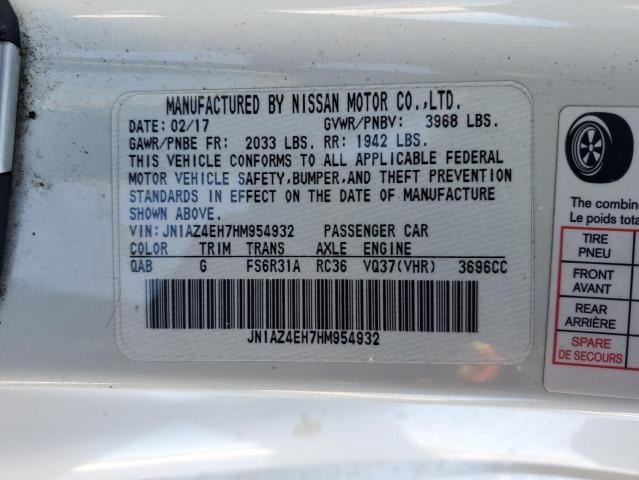 MANUFACTURED BY NISSAN MOTOR CO.,LTD.
DATE: 02/17 GVWR/PNBV: 3968 LBS.
GAWR/PNBE FR: 2033 LBS. RR: 1942 LBS.
THIS VEHICLE CONFORMS TO ALL APPLICABLE FEDERAL
MOTOR VEHICLE SAFETY,BUMPER,AND THEFT PREVENTION
STANDARDS IN EFFECT ON THE DATE OF MANUFACTURE
SHOWN ABOVE.
VIN: JN1AZ4EH7HM954932 PASSENGER CAR
COLOR TRIM TRANS AXLE ENGINE
QAB G FS6R31A RC36 VQ37(VHR) 3696CC
JN1AZ4EH7HM954932
The combine
Le poids tota
TIRE
PNEU
FRONT
AVANT
REAR
ARRIÈRE
SPARE
DE SECOURS